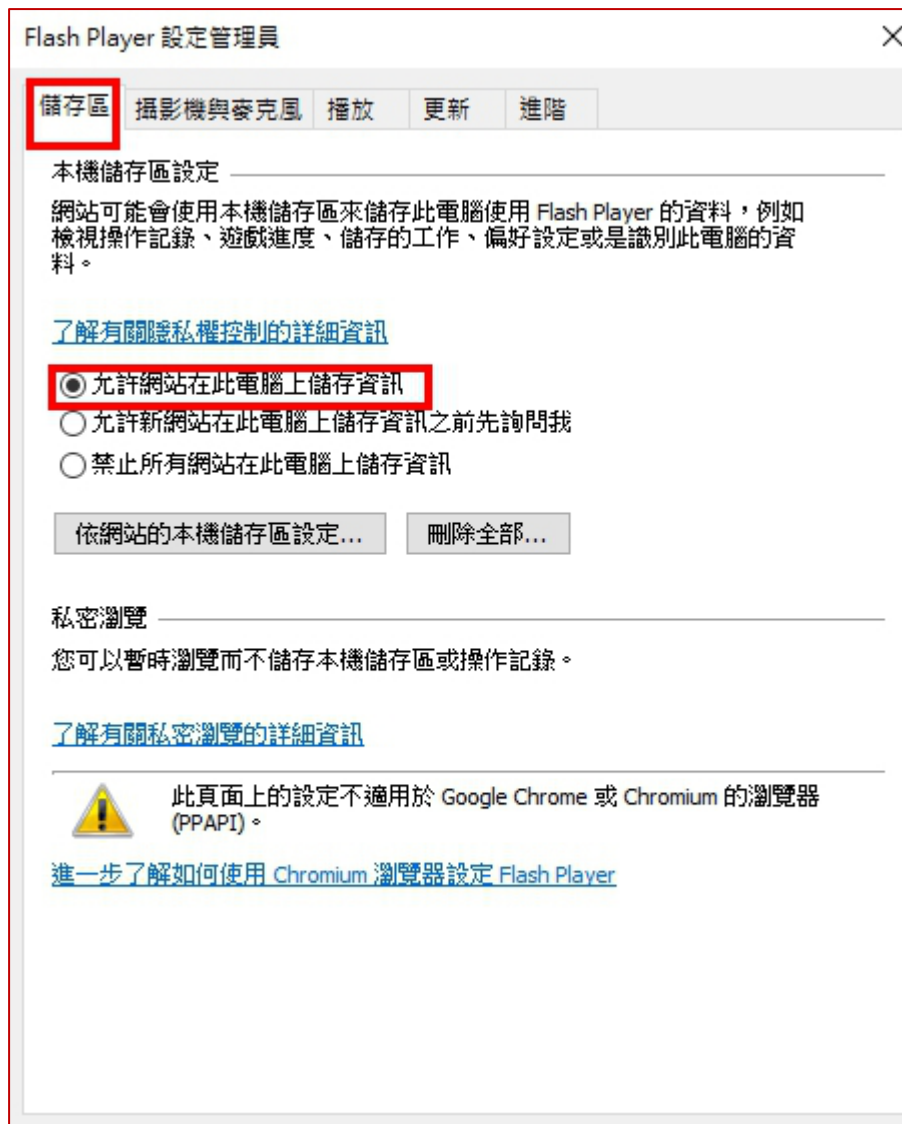 Flash Player 設定管理員
儲存區 攝影機與麥克風 播放 更新 進階
本機儲存區設定
網站可能會使用本機儲存區來儲存此電腦使用 Flash Player 的資料，例如
檢視操作記錄、遊戲進度、儲存的工作、偏好設定或是識別此電腦的資
料。
了解有關隱私權控制的詳細資訊
允許網站在此電腦上儲存資訊
允許新網站在此電腦上儲存資訊之前先詢問我
禁止所有網站在此電腦上儲存資訊
依網站的本機儲存區設定... 刪除全部...
私密瀏覽
您可以暫時瀏覽而不儲存本機儲存區或操作記錄。
了解有關私密瀏覽的詳細資訊
此頁面上的設定不適用於 Google Chrome 或 Chromium 的瀏覽器
(PPAPI)。
進一步了解如何使用 Chromium 瀏覽器設定 Flash Player